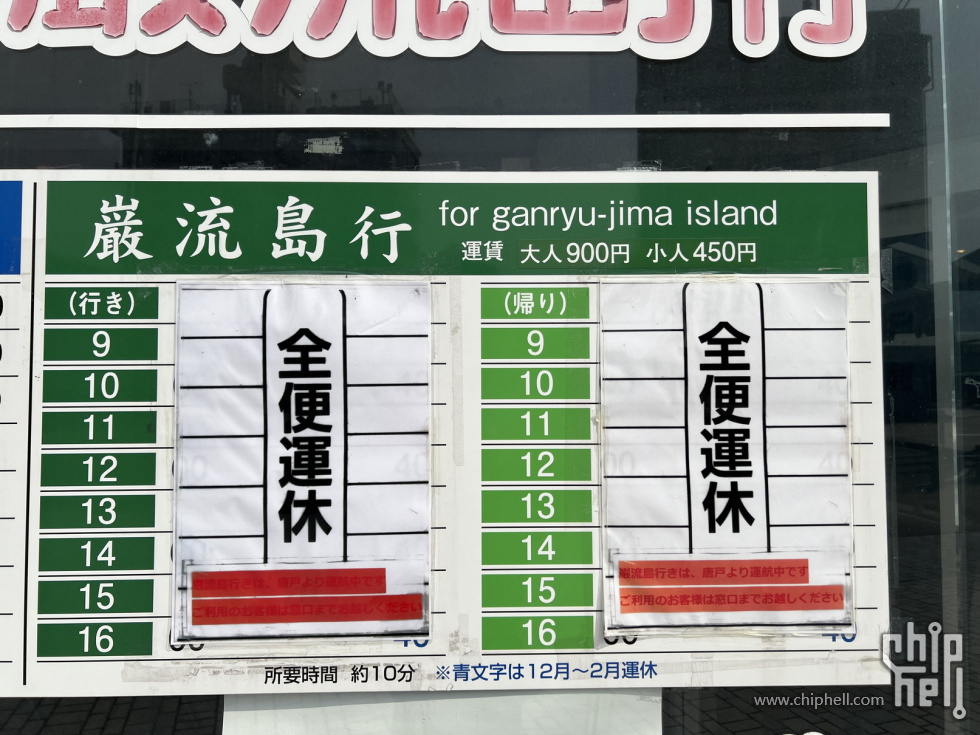 巌流島行
巌流島行 for ganryu-jima island
運賃 大人900円 小人450円
(行き)
9
10
11
12
13
14
15
16
全便運休
巌流島行きは、唐戸より運航中です
ご利用のお客様は窓口までお越しください
40
(帰り)
9
10
11
12
13
14
15
16
全便運休
巌流島行きは、唐戸より運航中です
ご利用のお客様は窓口までお越しください
40
所要時間 約10分 ※青文字は12月～2月運休
chip hell
www.chiphell.com